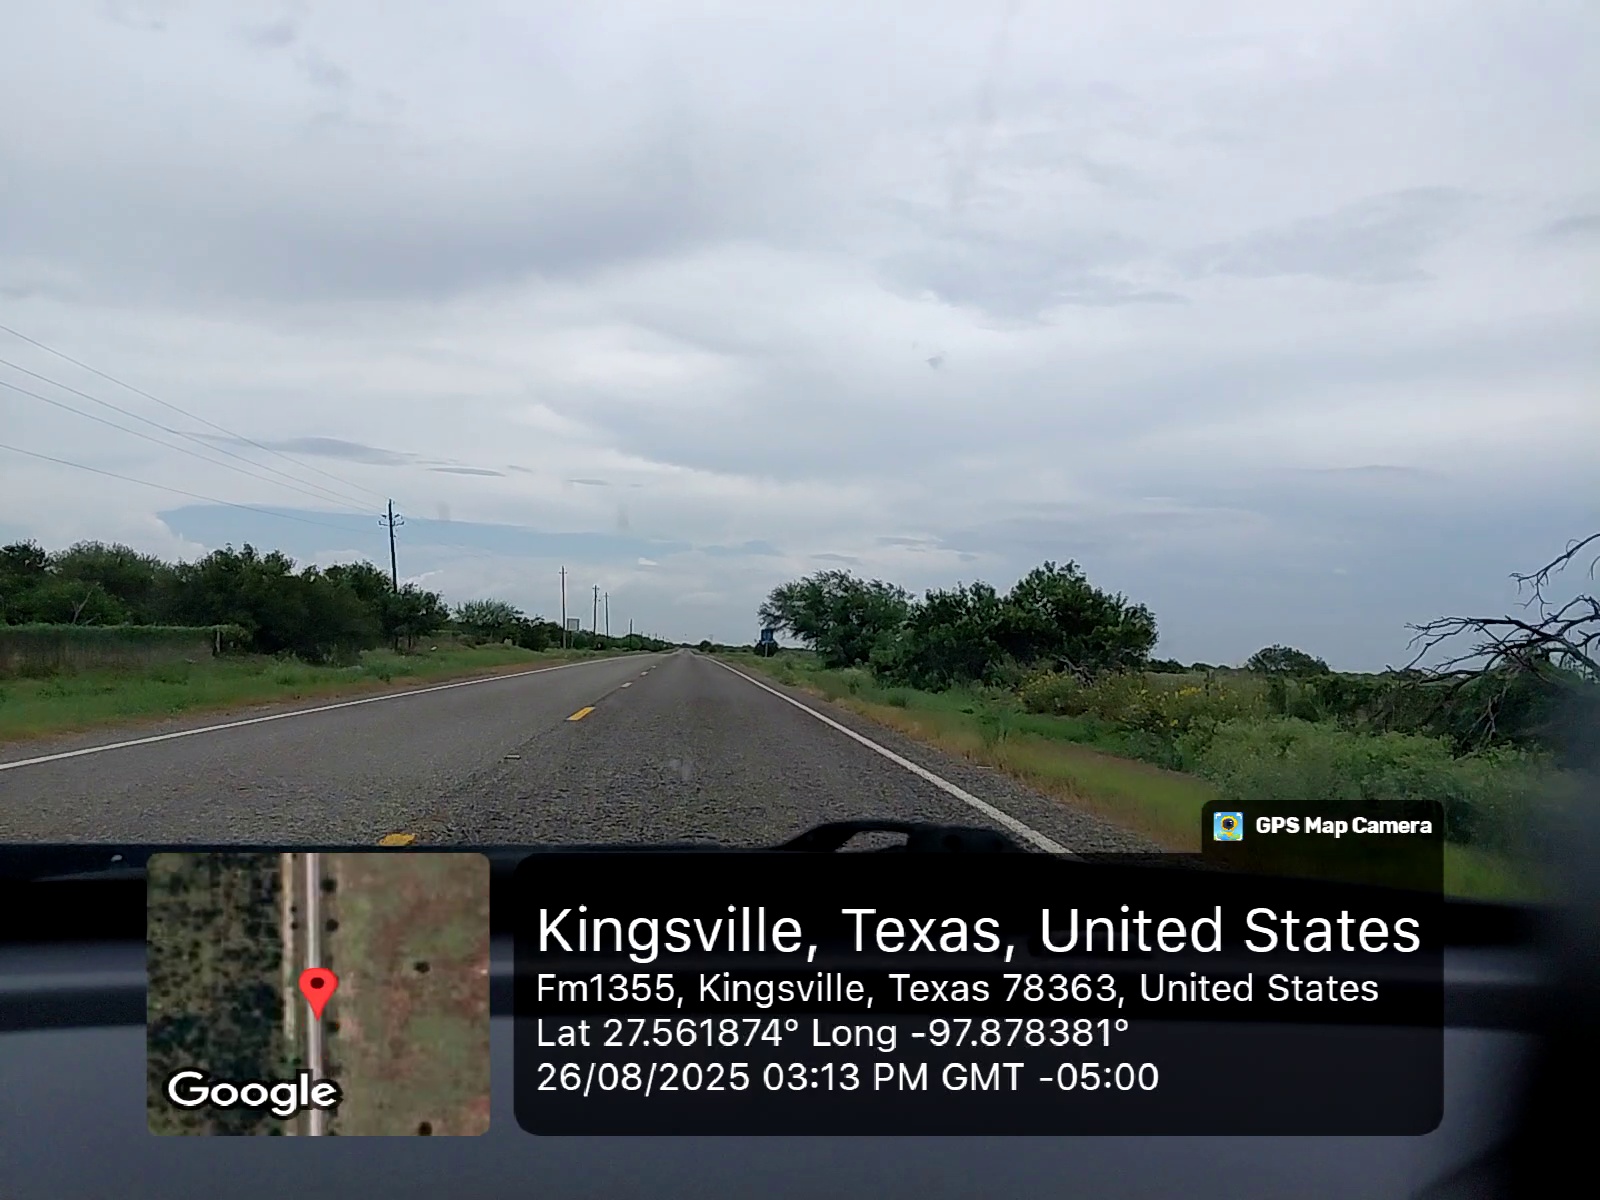 GPS Map Camera
Kingsville, Texas, United States
Fm1355, Kingsville, Texas 78363, United States
Lat 27.561874° Long -97.878381°
26/08/2025 03:13 PM GMT -05:00
Google